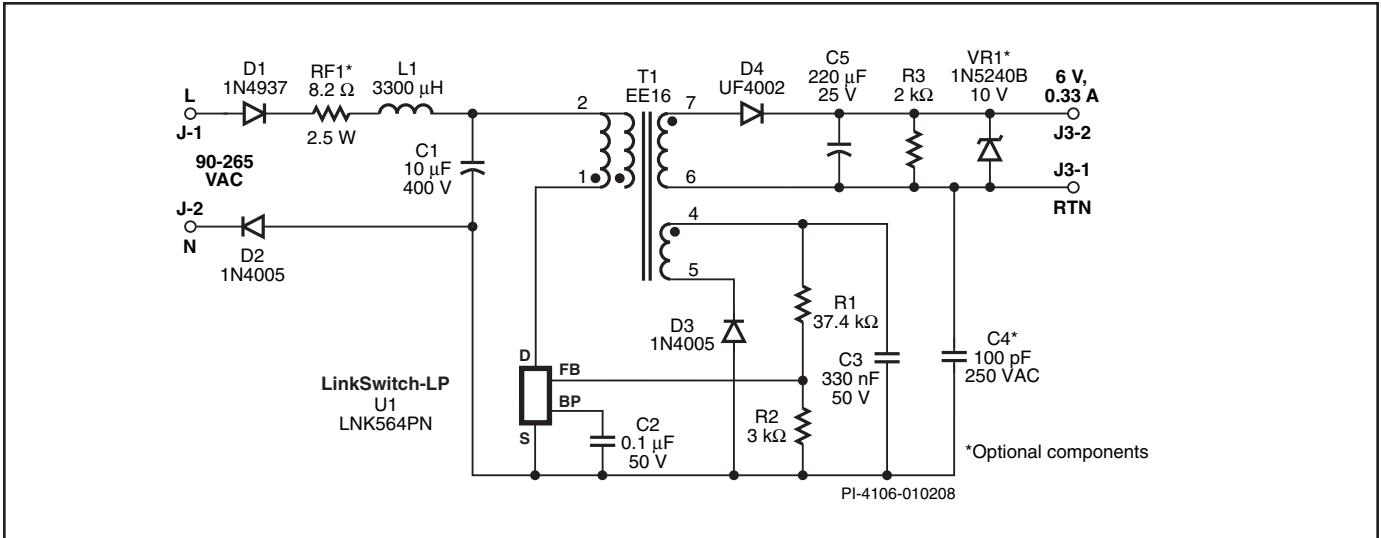 D1
1N4937
RF1*
8.2 Ω
2.5 W
L1
3300 µH
L
J-1
90-265
VAC
J-2
N
D2
1N4005
C1
10 µF
400 V
T1
EE16
2
1
7
6
4
5
D4
UF4002
C5
220 µF
25 V
R3
2 kΩ
VR1*
1N5240B
10 V
6 V,
0.33 A
J3-2
J3-1
RTN
D3
1N4005
R1
37.4 kΩ
C3
330 nF
50 V
R2
3 kΩ
C4*
100 pF
250 VAC
LinkSwitch-LP
U1
LNK564PN
D
FB
BP
S
C2
0.1 µF
50 V
*Optional components
PI-4106-010208